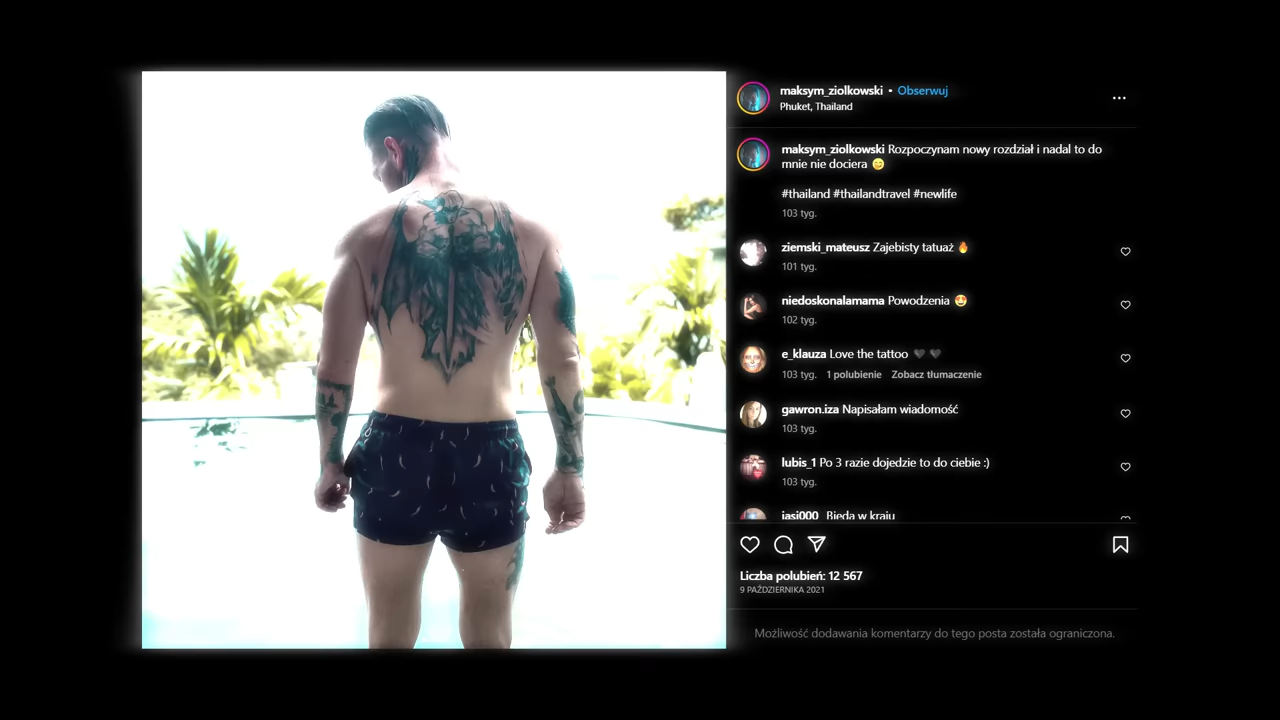 maksym_ziolkowski • Obserwuj
Phuket, Thailand
maksym_ziolkowski Rozpoczynam nowy rozdział i nadal to do
mnie nie dociera 😅
#thailand #thailandtravel #newlife
103 tyg.
ziemski_mateusz Zajebisty tatuaż 🔥
101 tyg.
niedoskonalamama Powodzenia 😍
102 tyg.
e_klauza Love the tattoo 🖤 🖤
103 tyg. 1 polubienie Zobacz tłumaczenie
gawron.iza Napisałam wiadomość
103 tyg.
lubis_1 Po 3 razie dojedzie to do ciebie :)
103 tyg.
jasi000_ Bieda w kraju
Liczba polubień: 12 567
9 PAŹDZIERNIKA 2021
Możliwość dodawania komentarzy do tego posta została ograniczona.